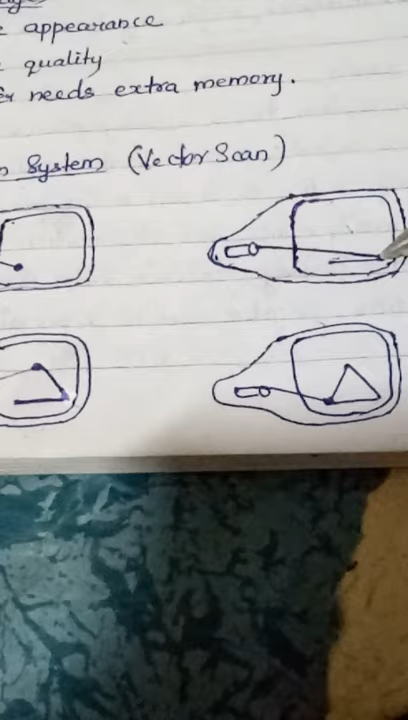 appearance
quality
needs extra memory.
System (Vector Scan)